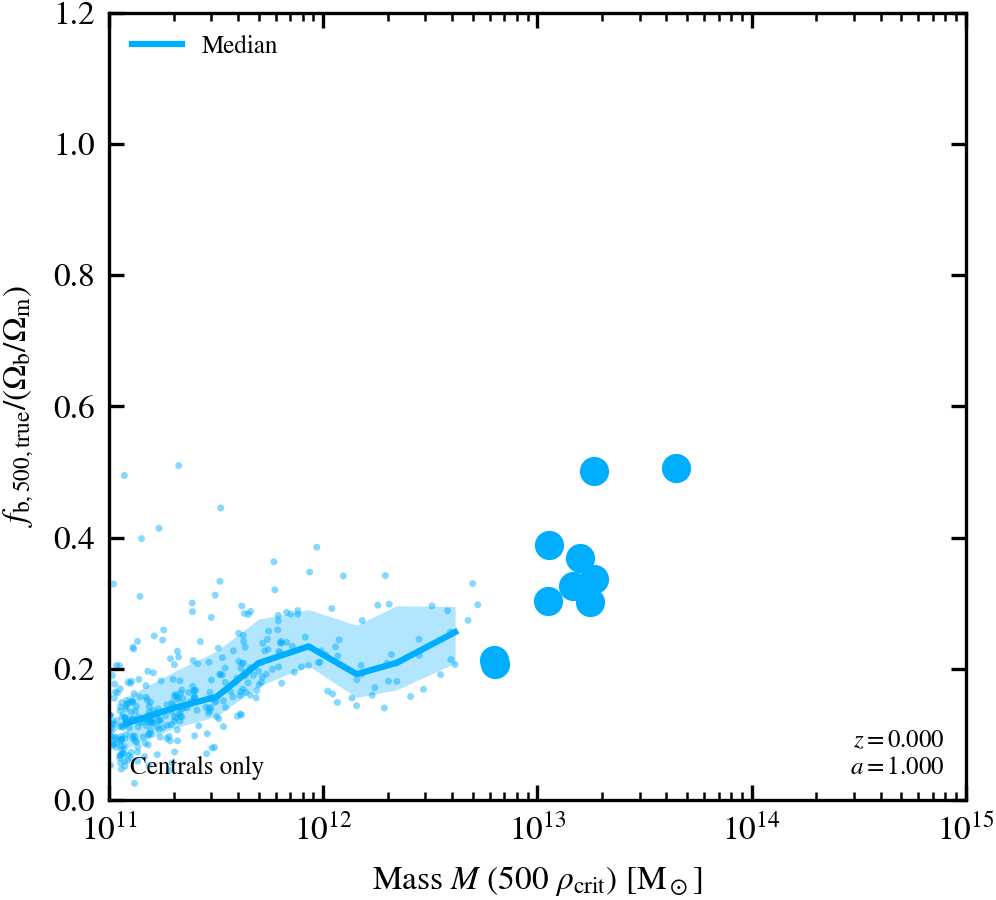 1.2
Median
1.0
0.8
0.6
0.4
0.2
0.0
f_b,500,true/(Ω_b/Ω_m)
z = 0.000
a = 1.000
Centrals only
10^11 10^12 10^13 10^14 10^15
Mass M (500 ρ_crit) [M_⊙]